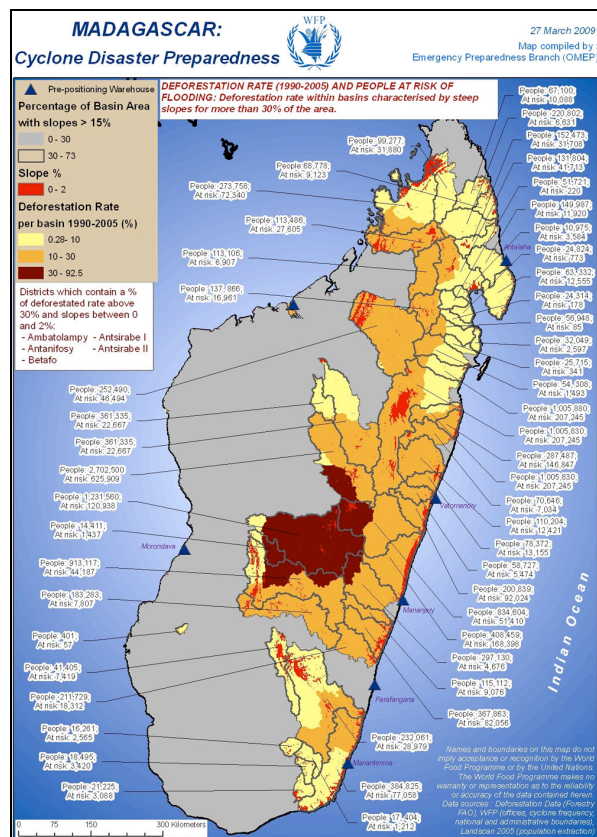 MADAGASCAR:
Cyclone Disaster Preparedness
WFP
27 March 2009
Map compiled by :
Emergency Preparedness Branch (OMEP)
Pre-positioning Warehouse
Percentage of Basin Area
with slopes > 15%
0 - 30
30 - 73
Slope %
0 - 2
Deforestation Rate
per basin 1990-2005 (%)
0.28- 10
10 - 30
30 - 92.5
Districts which contain a %
of deforestated rate above
30% and slopes between 0
and 2%:
- Ambatolampy - Antsirabe I
- Antanifosy - Antsirabe II
- Betafo
DEFORESTATION RATE (1990-2005) AND PEOPLE AT RISK OF
FLOODING: Deforestation rate within basins characterised by steep
slopes for more than 30% of the area.
People: 99,277;
At risk: 31,880
People: 68,778;
At risk: 9,123
People: 273,758;
At risk: 72,340
People: 113,486;
At risk: 27,605
People: 113,106;
At risk: 6,907
People: 137,866;
At risk: 16,961
People: 252,490;
At risk: 46,494
People: 361,335;
At risk: 22,667
People: 361,335;
At risk: 22,667
People: 2,702,500;
At risk: 625,909
People: 1,231,560;
At risk: 120,938
People: 14,411;
At risk: 1,437
Morondava
People: 913,117;
At risk: 44,187
People: 183,283;
At risk: 7,807
People: 401;
At risk: 57
People: 41,405;
At risk: 7,419
People: 211,729;
At risk: 18,312
People: 16,261;
At risk: 2,565
People: 18,495;
At risk: 3,420
People: 21,225;
At risk: 3,088
People: 67,100;
At risk: 10,088
People: 220,802;
At risk: 6,631
People: 152,473;
At risk: 31,708
People: 131,804;
At risk: 41,713
People: 51,721;
At risk: 220
People: 149,987;
At risk: 11,920
People: 10,975;
At risk: 3,584
People: 24,824;
At risk: 773
People: 63,332;
At risk: 12,555
People: 24,314;
At risk: 178
People: 56,948;
At risk: 85
People: 32,049;
At risk: 2,597
People: 25,715;
At risk: 341
People: 54,308;
At risk: 1,493
People: 1,005,880;
At risk: 207,245
People: 1,005,830;
At risk: 207,245
People: 287,487;
At risk: 146,847
People: 1,005,830;
At risk: 207,245
People: 70,646;
At risk: 7,034
Vatomandry
People: 110,204;
At risk: 12,421
People: 78,372;
At risk: 13,155
People: 58,727;
At risk: 5,474
People: 200,839;
At risk: 92,024
Mananjary
People: 834,604;
At risk: 51,410
People: 408,459;
At risk: 168,398
People: 297,130;
At risk: 4,676
People: 115,112;
At risk: 9,076
Farafangana
People: 367,863;
At risk: 82,056
People: 232,061;
At risk: 28,979
Manantenina
People: 384,825;
At risk: 77,058
People: 17,404;
At risk: 1,212
Indian Ocean
Names and boundaries on this map do not
imply acceptance or recognition by the World
Food Programme or by the United Nations.
The World Food Programme makes no
warranty or representation as to the reliability
or accuracy of the data contained herein.
Data sources : Deforestation Data (Forestry
FAO), WFP (offices, cyclone frequency,
national and administrative boundaries),
Landscan 2005 (population extraction)
0 50 100 200 300 Kilometers